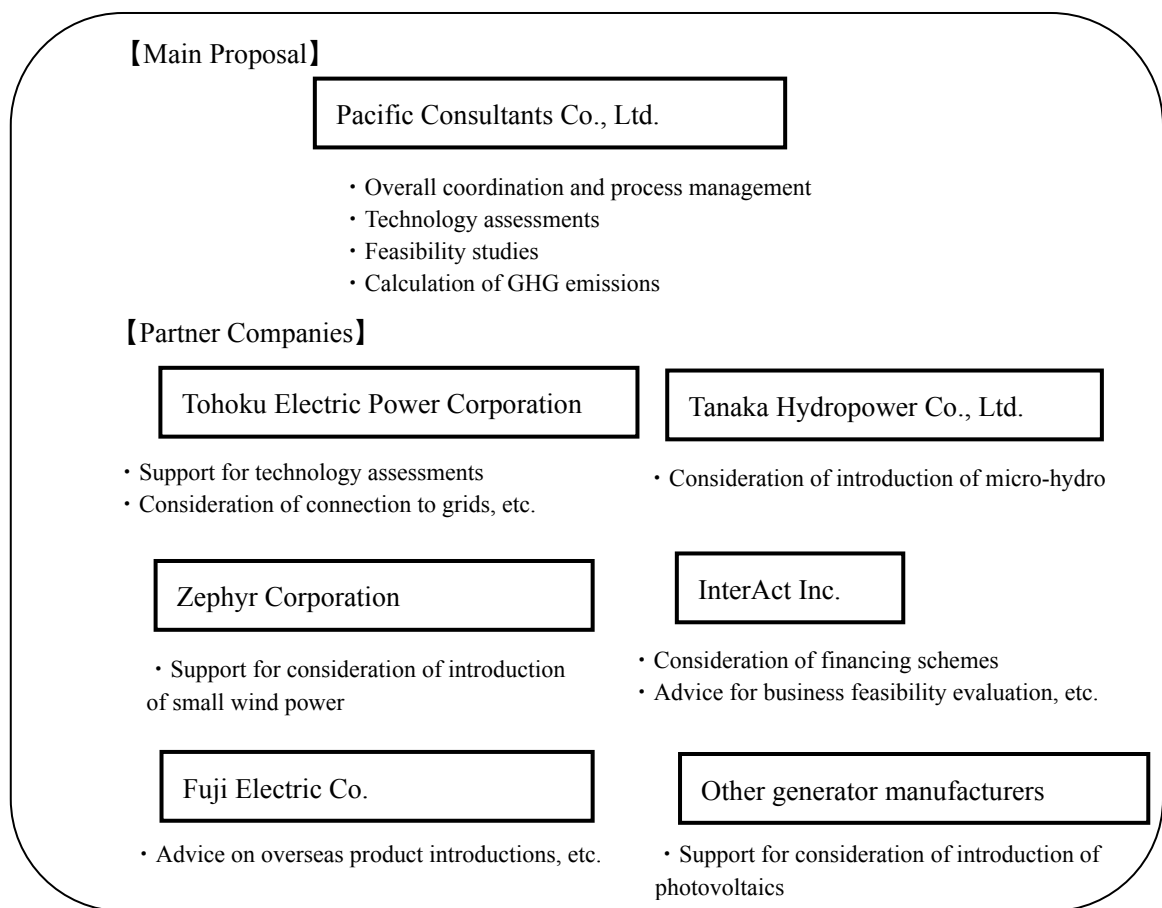 【Main Proposal】
Pacific Consultants Co., Ltd.
・Overall coordination and process management
・Technology assessments
・Feasibility studies
・Calculation of GHG emissions
【Partner Companies】
Tohoku Electric Power Corporation
・Support for technology assessments
・Consideration of connection to grids, etc.
Tanaka Hydropower Co., Ltd.
・Consideration of introduction of micro-hydro
Zephyr Corporation
・Support for consideration of introduction
of small wind power
InterAct Inc.
・Consideration of financing schemes
・Advice for business feasibility evaluation, etc.
Fuji Electric Co.
・Advice on overseas product introductions, etc.
Other generator manufacturers
・Support for consideration of introduction of
photovoltaics